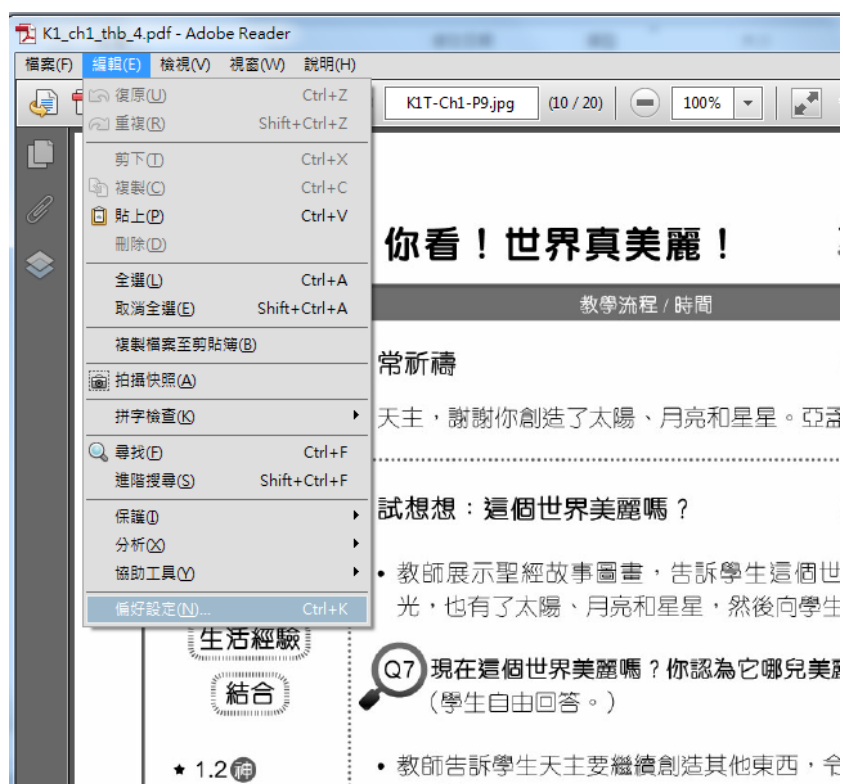 K1_ch1_thb_4.pdf - Adobe Reader
檔案(F) 編輯(E) 檢視(V) 視窗(W) 說明(H)
K1T-Ch1-P9.jpg (10 / 20) 100%
復原(U) Ctrl+Z
重複(R) Shift+Ctrl+Z
剪下(T) Ctrl+X
複製(C) Ctrl+C
貼上(P) Ctrl+V
刪除(D)
全選(L) Ctrl+A
取消全選(E) Shift+Ctrl+A
複製檔案至剪貼簿(B)
拍攝快照(A)
拼字檢查(K)
尋找(F) Ctrl+F
進階搜尋(S) Shift+Ctrl+F
保護(I)
分析(X)
協助工具(Y)
偏好設定(N)... Ctrl+K
你看！世界真美麗！
教學流程 / 時間
常祈禱
天主，謝謝你創造了太陽、月亮和星星。亞孟
試想想：這個世界美麗嗎？
• 教師展示聖經故事圖畫，告訴學生這個世
光，也有了太陽、月亮和星星，然後向學生
生活經驗
結合
Q7 現在這個世界美麗嗎？你認為它哪兒美麗
（學生自由回答。）
★ 1.2 神
• 教師告訴學生天主要繼續創造其他東西，令